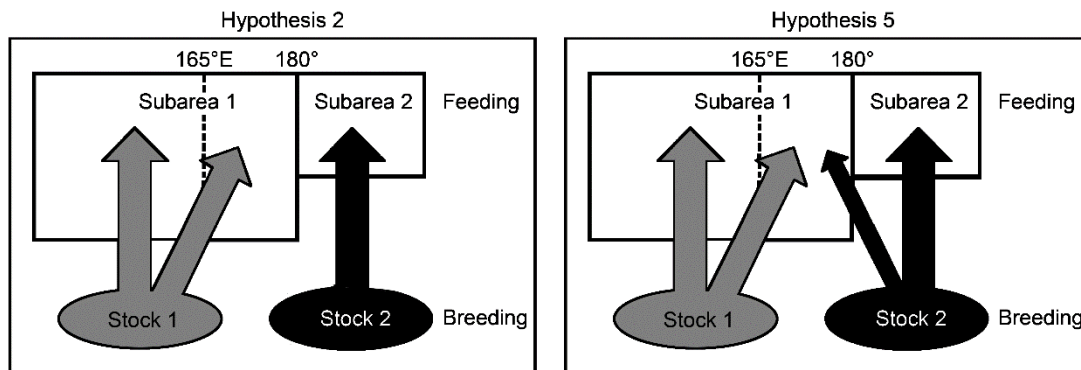 Hypothesis 2
165°E 180°
Subarea 1 Subarea 2 Feeding
Stock 1 Stock 2 Breeding
Hypothesis 5
165°E 180°
Subarea 1 Subarea 2 Feeding
Stock 1 Stock 2 Breeding